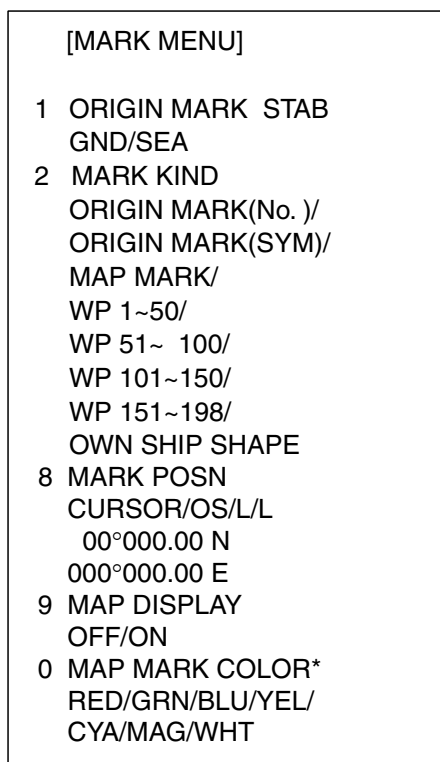 [MARK MENU]
1 ORIGIN MARK STAB
GND/SEA
2 MARK KIND
ORIGIN MARK(No. )/
ORIGIN MARK(SYM)/
MAP MARK/
WP 1~50/
WP 51~ 100/
WP 101~150/
WP 151~198/
OWN SHIP SHAPE
8 MARK POSN
CURSOR/OS/L/L
00°000.00 N
000°000.00 E
9 MAP DISPLAY
OFF/ON
0 MAP MARK COLOR*
RED/GRN/BLU/YEL/
CYA/MAG/WHT